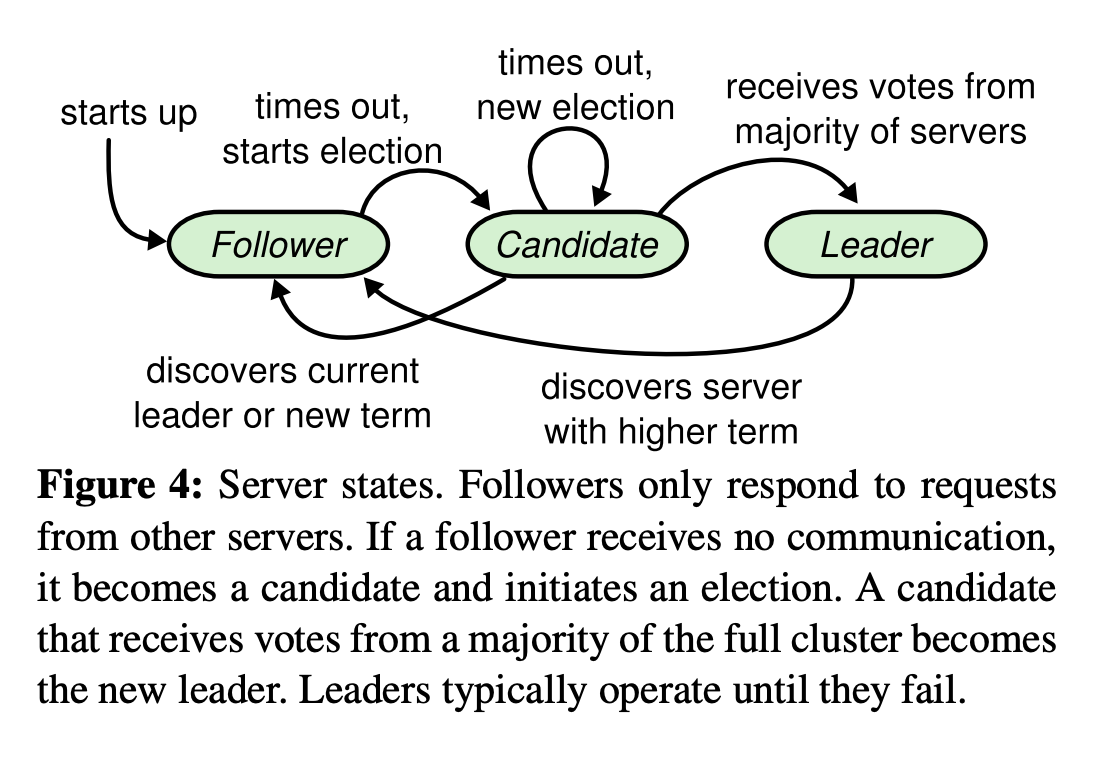 starts up
times out,
starts election
times out,
new election
receives votes from
majority of servers
Follower
Candidate
Leader
discovers current
leader or new term
discovers server
with higher term
Figure 4: Server states. Followers only respond to requests
from other servers. If a follower receives no communication,
it becomes a candidate and initiates an election. A candidate
that receives votes from a majority of the full cluster becomes
the new leader. Leaders typically operate until they fail.